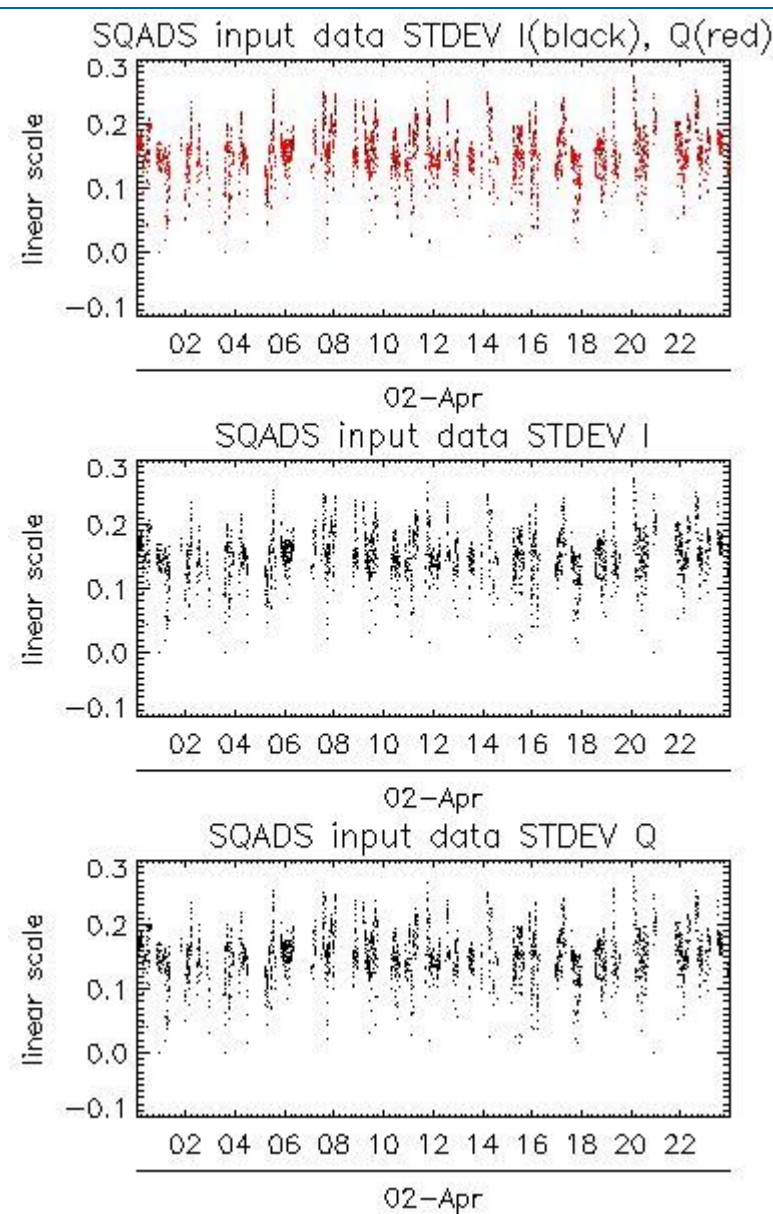 SQADS input data STDEV I(black), Q(red)
0.3
0.2
0.1
0.0
-0.1
linear scale
02 04 06 08 10 12 14 16 18 20 22
02-Apr
SQADS input data STDEV I
0.3
0.2
0.1
0.0
-0.1
linear scale
02 04 06 08 10 12 14 16 18 20 22
02-Apr
SQADS input data STDEV Q
0.3
0.2
0.1
0.0
-0.1
linear scale
02 04 06 08 10 12 14 16 18 20 22
02-Apr